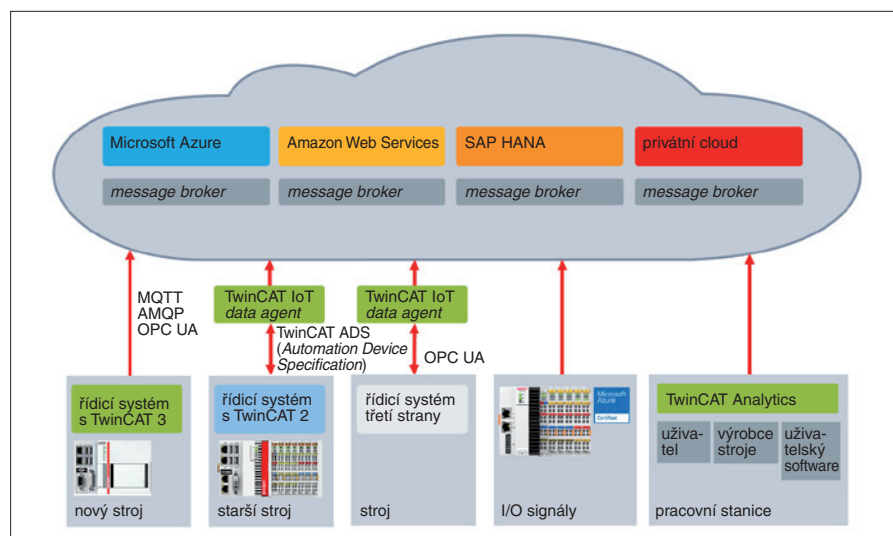 Microsoft Azure
Amazon Web Services
SAP HANA
privátní cloud
message broker
message broker
message broker
message broker
MQTT
AMQP
OPC UA
TwinCAT IoT
data agent
TwinCAT IoT
data agent
TwinCAT ADS
(Automation Device
Specification)
OPC UA
řídicí systém
s TwinCAT 3
nový stroj
řídicí systém
s TwinCAT 2
starší stroj
řídicí systém
třetí strany
stroj
Microsoft
Azure
Certified
I/O signály
TwinCAT Analytics
uživa-
tel
výrobce
stroje
uživa-
telský
software
pracovní stanice